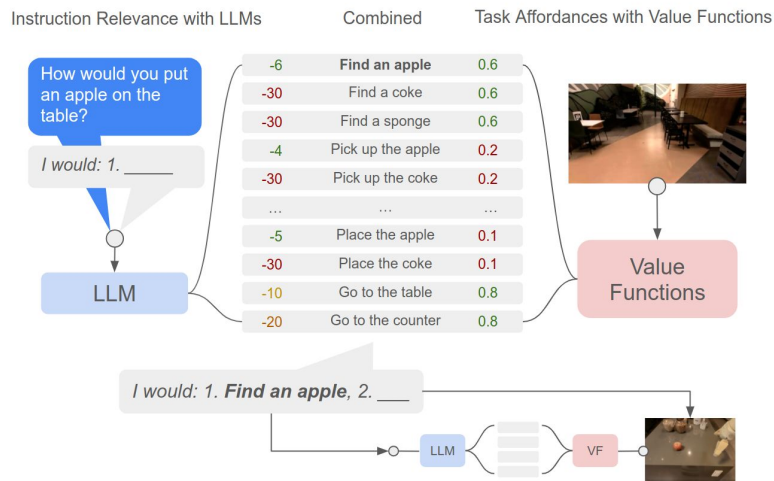 Instruction Relevance with LLMs
Combined
Task Affordances with Value Functions
How would you put
an apple on the
table?
I would: 1. _____
LLM
-6 Find an apple 0.6
-30 Find a coke 0.6
-30 Find a sponge 0.6
-4 Pick up the apple 0.2
-30 Pick up the coke 0.2
... ... ...
-5 Place the apple 0.1
-30 Place the coke 0.1
-10 Go to the table 0.8
-20 Go to the counter 0.8
Value
Functions
I would: 1. Find an apple, 2. ___
LLM
VF